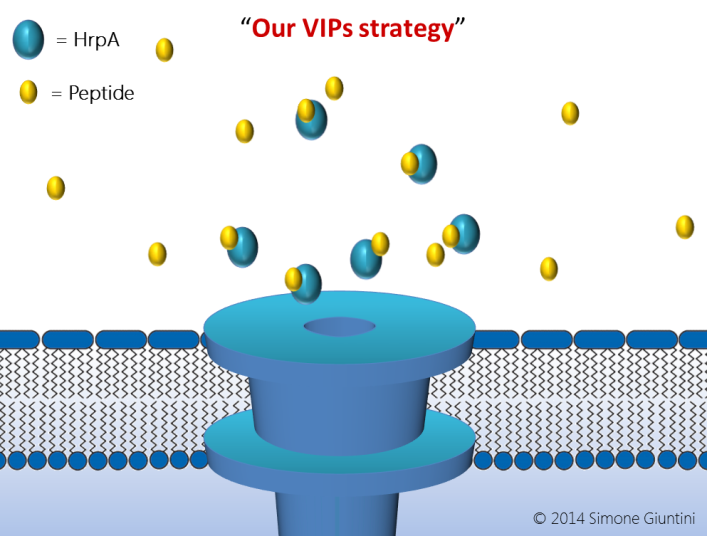 “Our VIPs strategy”
= HrpA
= Peptide
© 2014 Simone Giuntini